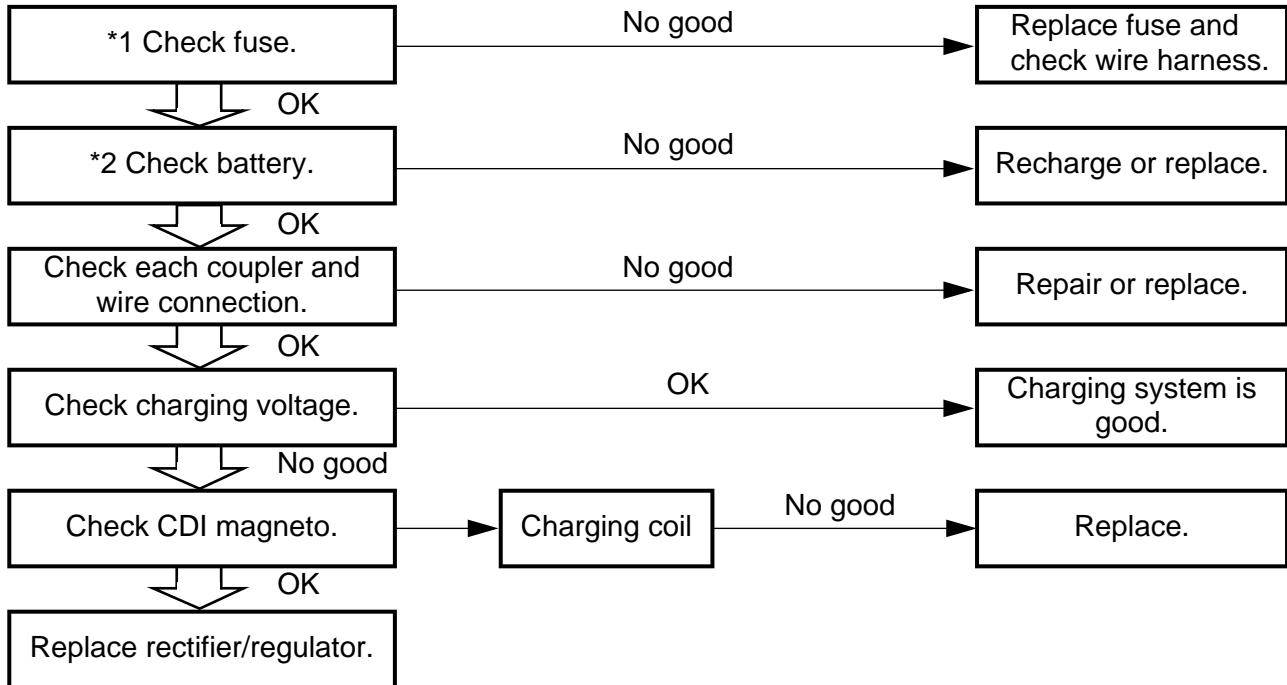 *1 Check fuse.
No good
Replace fuse and
check wire harness.
OK
*2 Check battery.
No good
Recharge or replace.
OK
Check each coupler and
wire connection.
No good
Repair or replace.
OK
Check charging voltage.
OK
Charging system is
good.
No good
Check CDI magneto.
Charging coil
No good
Replace.
OK
Replace rectifier/regulator.